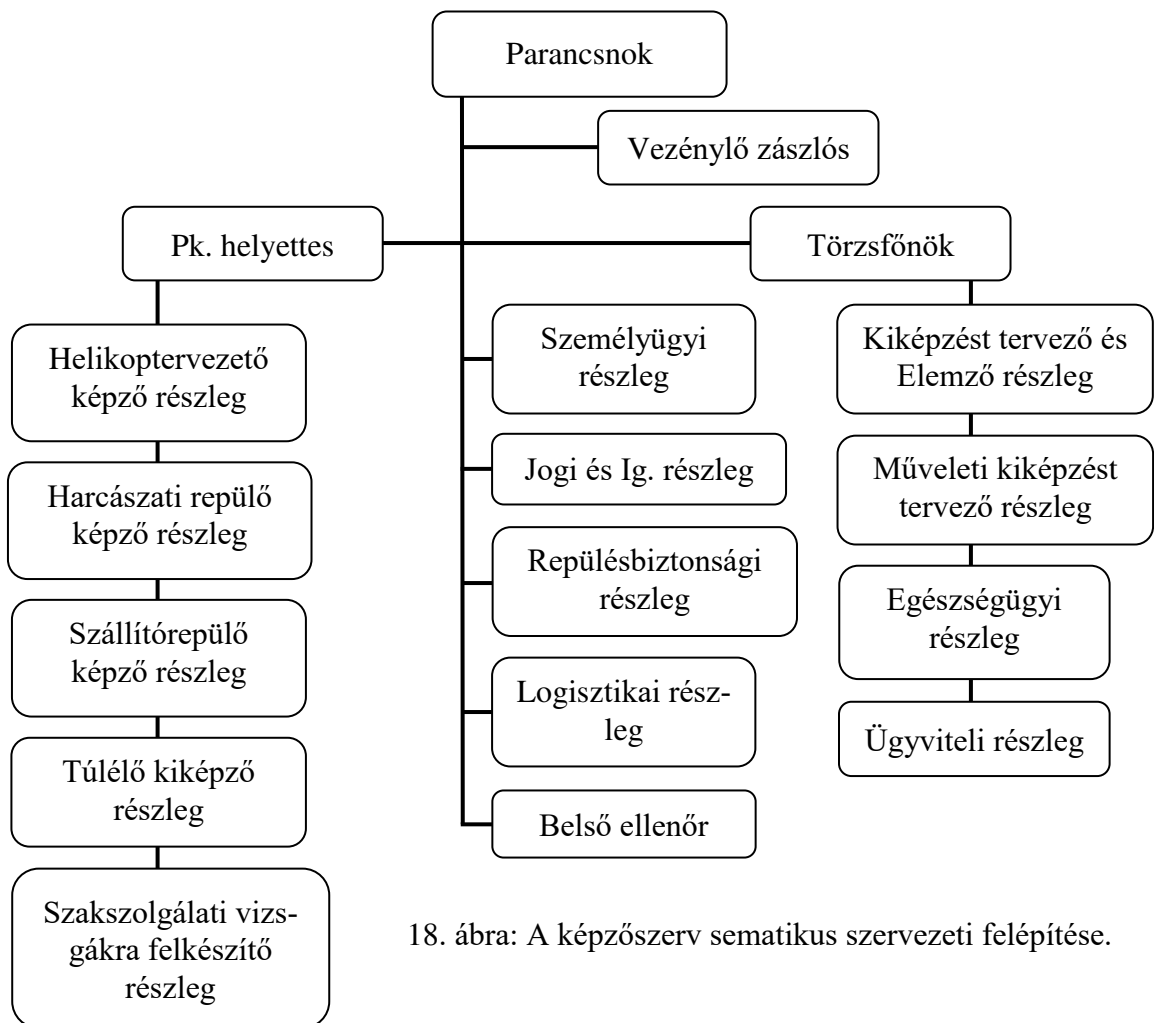 Parancsnok
Vezénylő zászlós
Pk. helyettes
Törzsfőnök
Helikoptervezető
képző részleg
Harcászati repülő
képző részleg
Szállítórepülő
képző részleg
Túlélő kiképző
részleg
Szakszolgálati vizs-
gákra felkészítő
részleg
Személyügyi
részleg
Jogi és Ig. részleg
Repülésbiztonsági
részleg
Logisztikai rész-
leg
Belső ellenőr
Kiképzést tervező és
Elemző részleg
Műveleti kiképzést
tervező részleg
Egészségügyi
részleg
Ügyviteli részleg
18. ábra: A képzőszerv sematikus szervezeti felépítése.